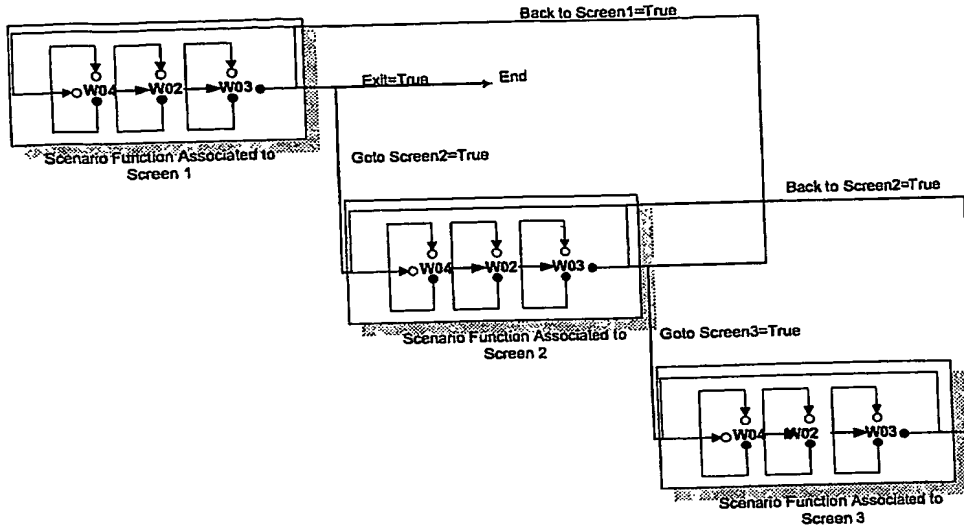 Back to Screen1=True
W04 W02 W03
Exit=True
End
Scenario Function Associated to
Screen 1
Goto Screen2=True
Back to Screen2=True
W04 W02 W03
Scenario Function Associated to
Screen 2
Goto Screen3=True
W04 W02 W03
Scenario Function Associated to
Screen 3